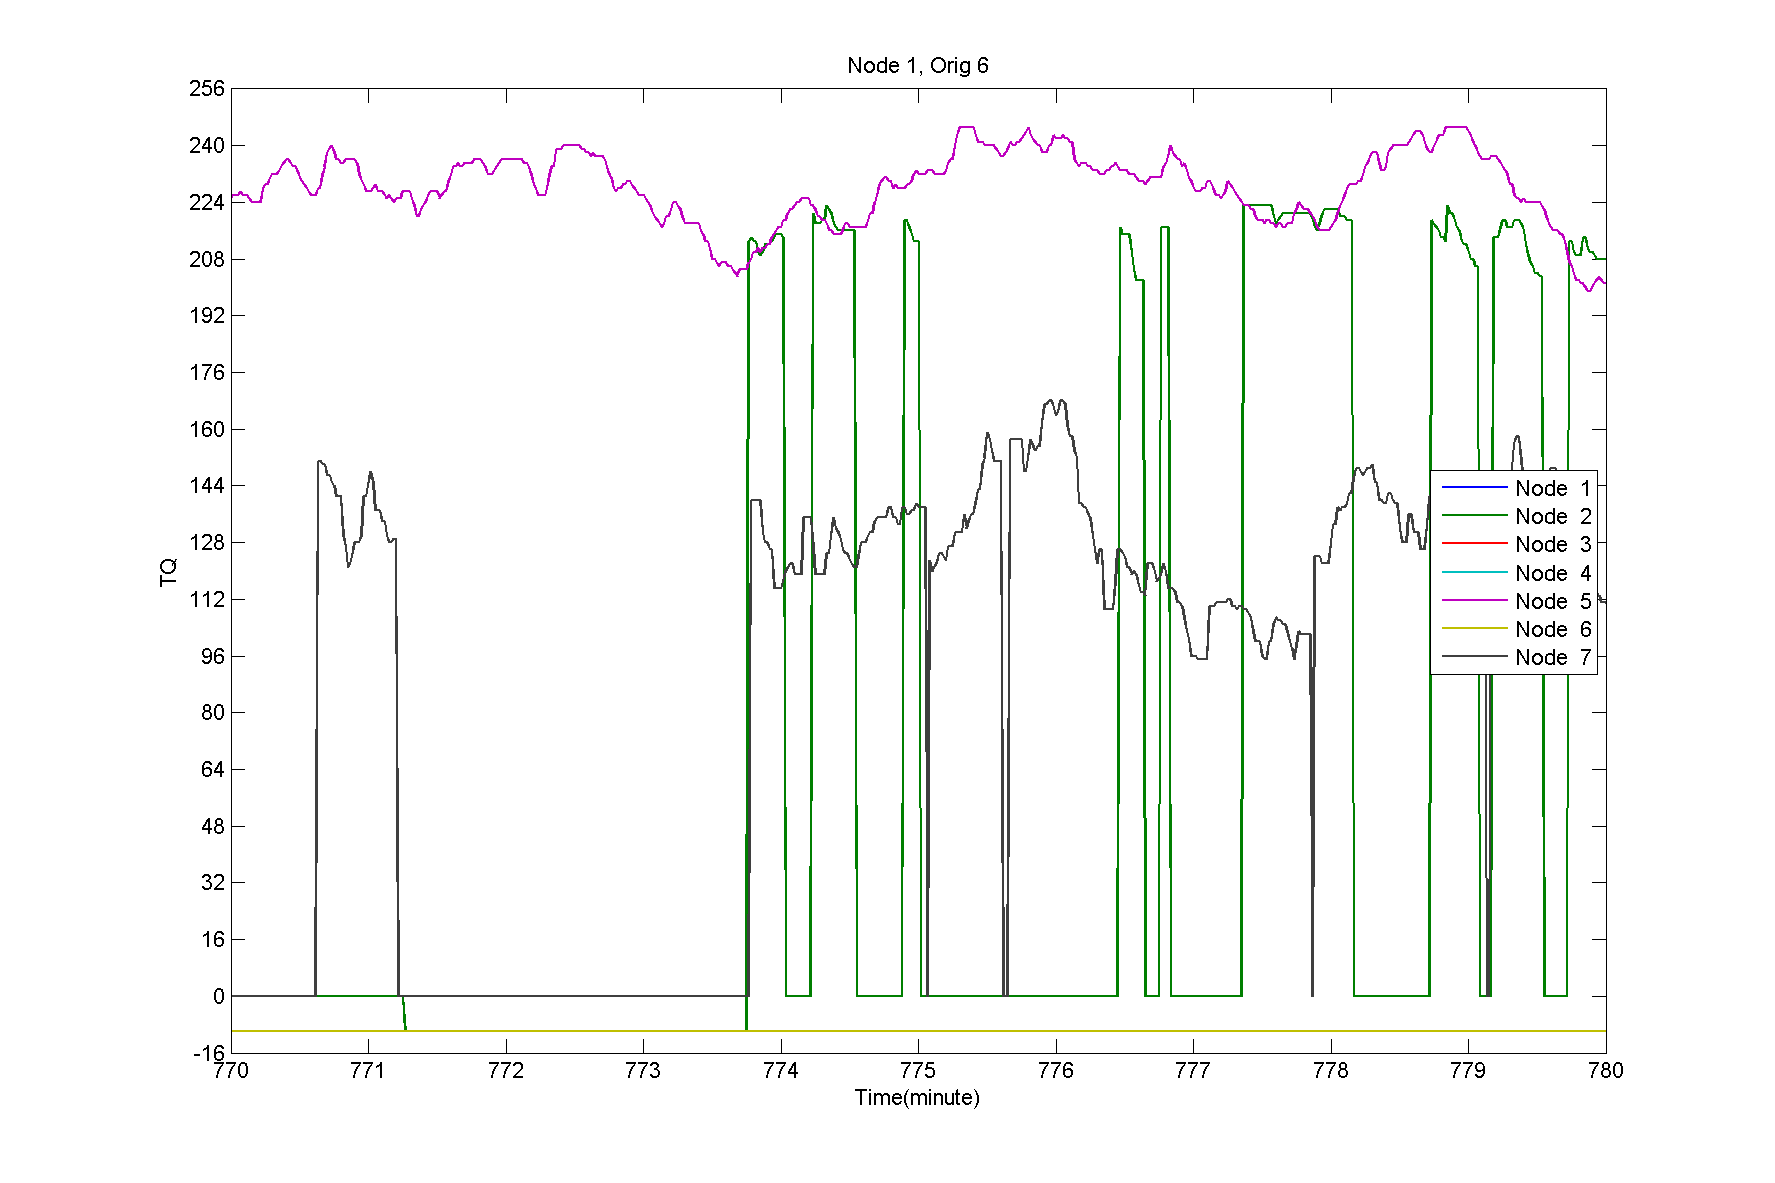 Node 1, Orig 6
256
240
224
208
192
176
160
144
128
112
96
80
64
48
32
16
0
-16
TQ
Node 1
Node 2
Node 3
Node 4
Node 5
Node 6
Node 7
770 771 772 773 774 775 776 777 778 779 780
Time(minute)